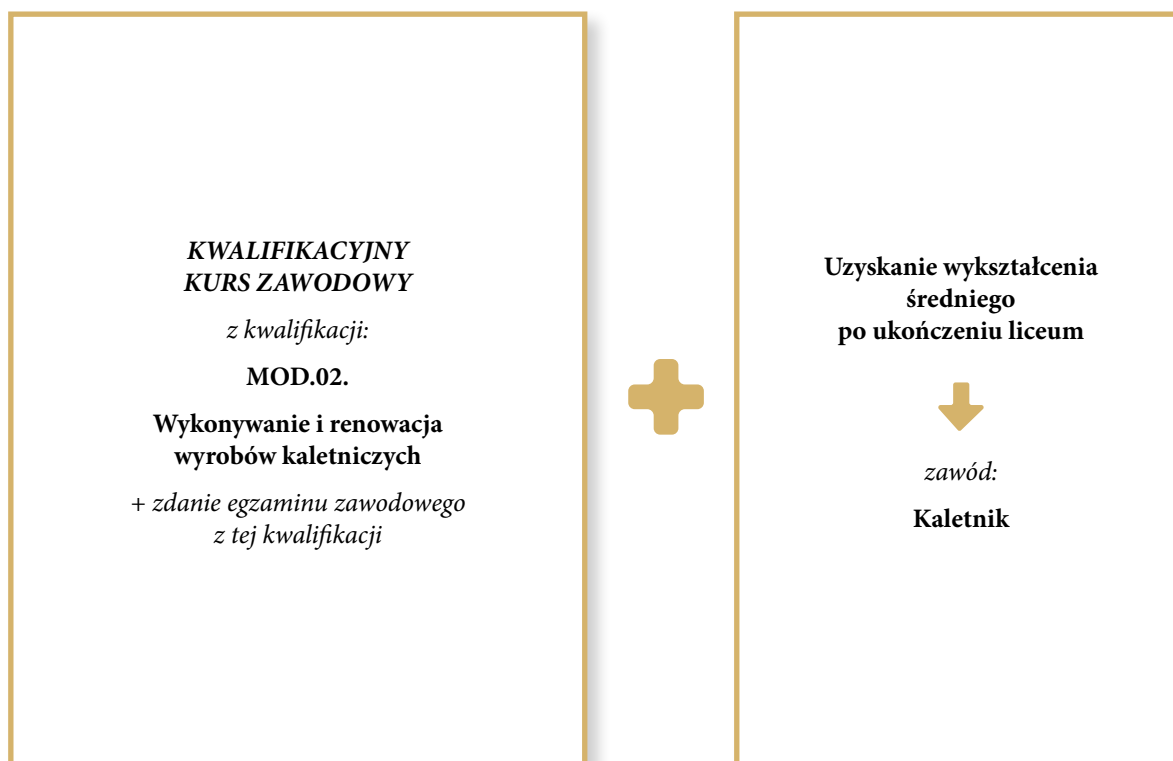 KWALIFIKACYJNY
KURS ZAWODOWY
z kwalifikacji:
MOD.02.
Wykonywanie i renowacja
wyrobów kaletniczych
+ zdanie egzaminu zawodowego
z tej kwalifikacji
Uzyskanie wykształcenia
średniego
po ukończeniu liceum
zawód:
Kaletnik